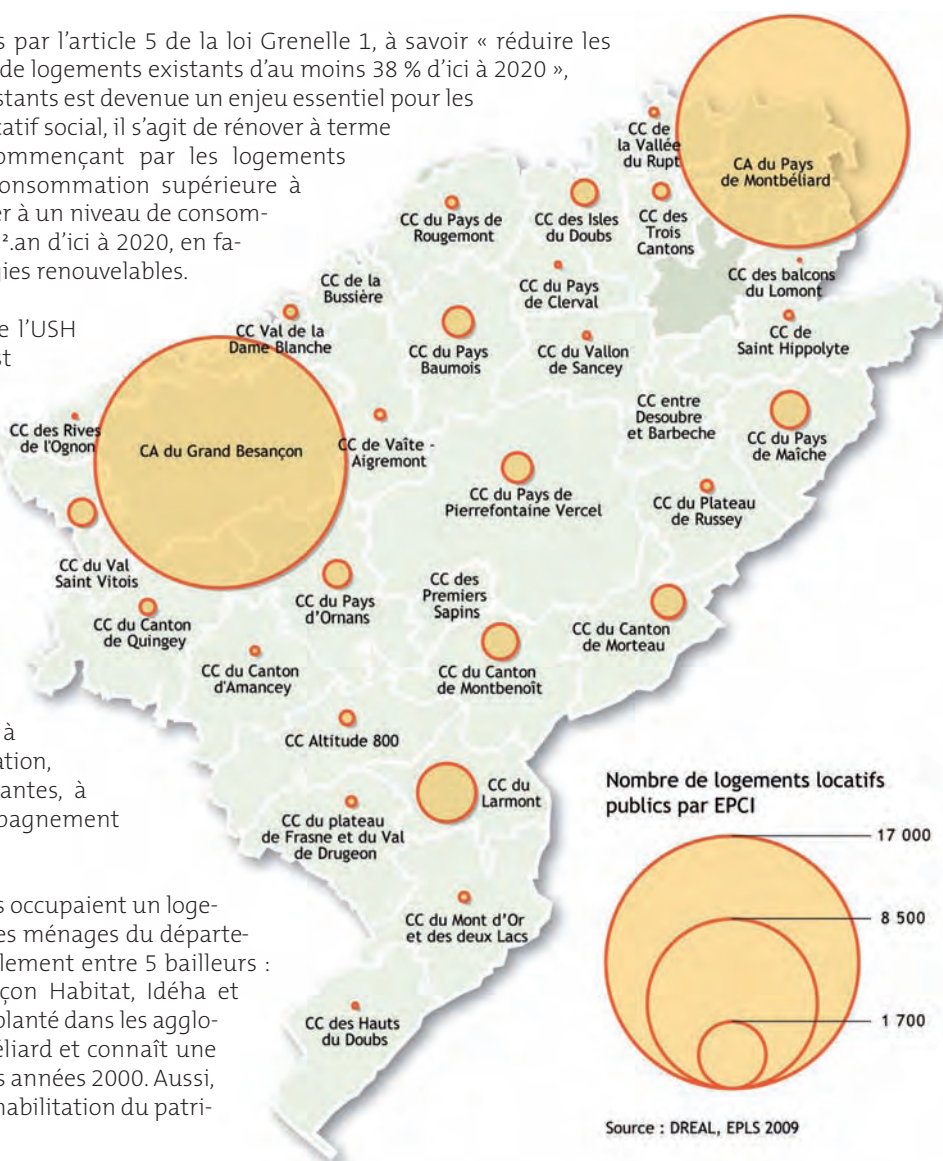 s par l'article 5 de la loi Grenelle 1, à savoir « réduire les
de logements existants d'au moins 38 % d'ici à 2020 »,
stants est devenue un enjeu essentiel pour les
catif social, il s'agit de rénover à terme
ommençant par les logements
onsommation supérieure à
er à un niveau de consom-
².an d'ici à 2020, en fa-
gies renouvelables.
e l'USH
st
à
ation,
antes, à
pagnement
s occupaient un loge-
es ménages du départe-
lement entre 5 bailleurs :
çon Habitat, Idéha et
planté dans les agglo-
éliard et connaît une
s années 2000. Aussi,
habilitation du patri-
CC de
la Vallée
du Rupt
CA du Pays
de Montbéliard
CC du Pays de
Rougemont
CC des Isles
du Doubs
CC des
Trois
Cantons
CC de la
Bussière
CC du Pays
de Clerval
CC des balcons
du Lomont
CC Val de la
Dame Blanche
CC du Pays
Baumois
CC du Vallon
de Sancey
CC de
Saint Hippolyte
CC des Rives
de l'Ognon
CA du Grand Besançon
CC de Vaîte -
Aigremont
CC entre
Desoubre
et Barbeche
CC du Pays
de Maîche
CC du Pays de
Pierrefontaine Vercel
CC du Plateau
de Russey
CC du Val
Saint Vitois
CC du Canton
de Quingey
CC du Pays
d'Ornans
CC des
Premiers
Sapins
CC du Canton
de Morteau
CC du Canton
d'Amancey
CC du Canton
de Montbenoît
CC Altitude 800
CC du
Larmont
CC du plateau
de Frasne et du Val
de Drugeon
CC du Mont d'Or
et des deux Lacs
CC des Hauts
du Doubs
Nombre de logements locatifs
publics par EPCI
17 000
8 500
1 700
Source : DREAL, EPLS 2009